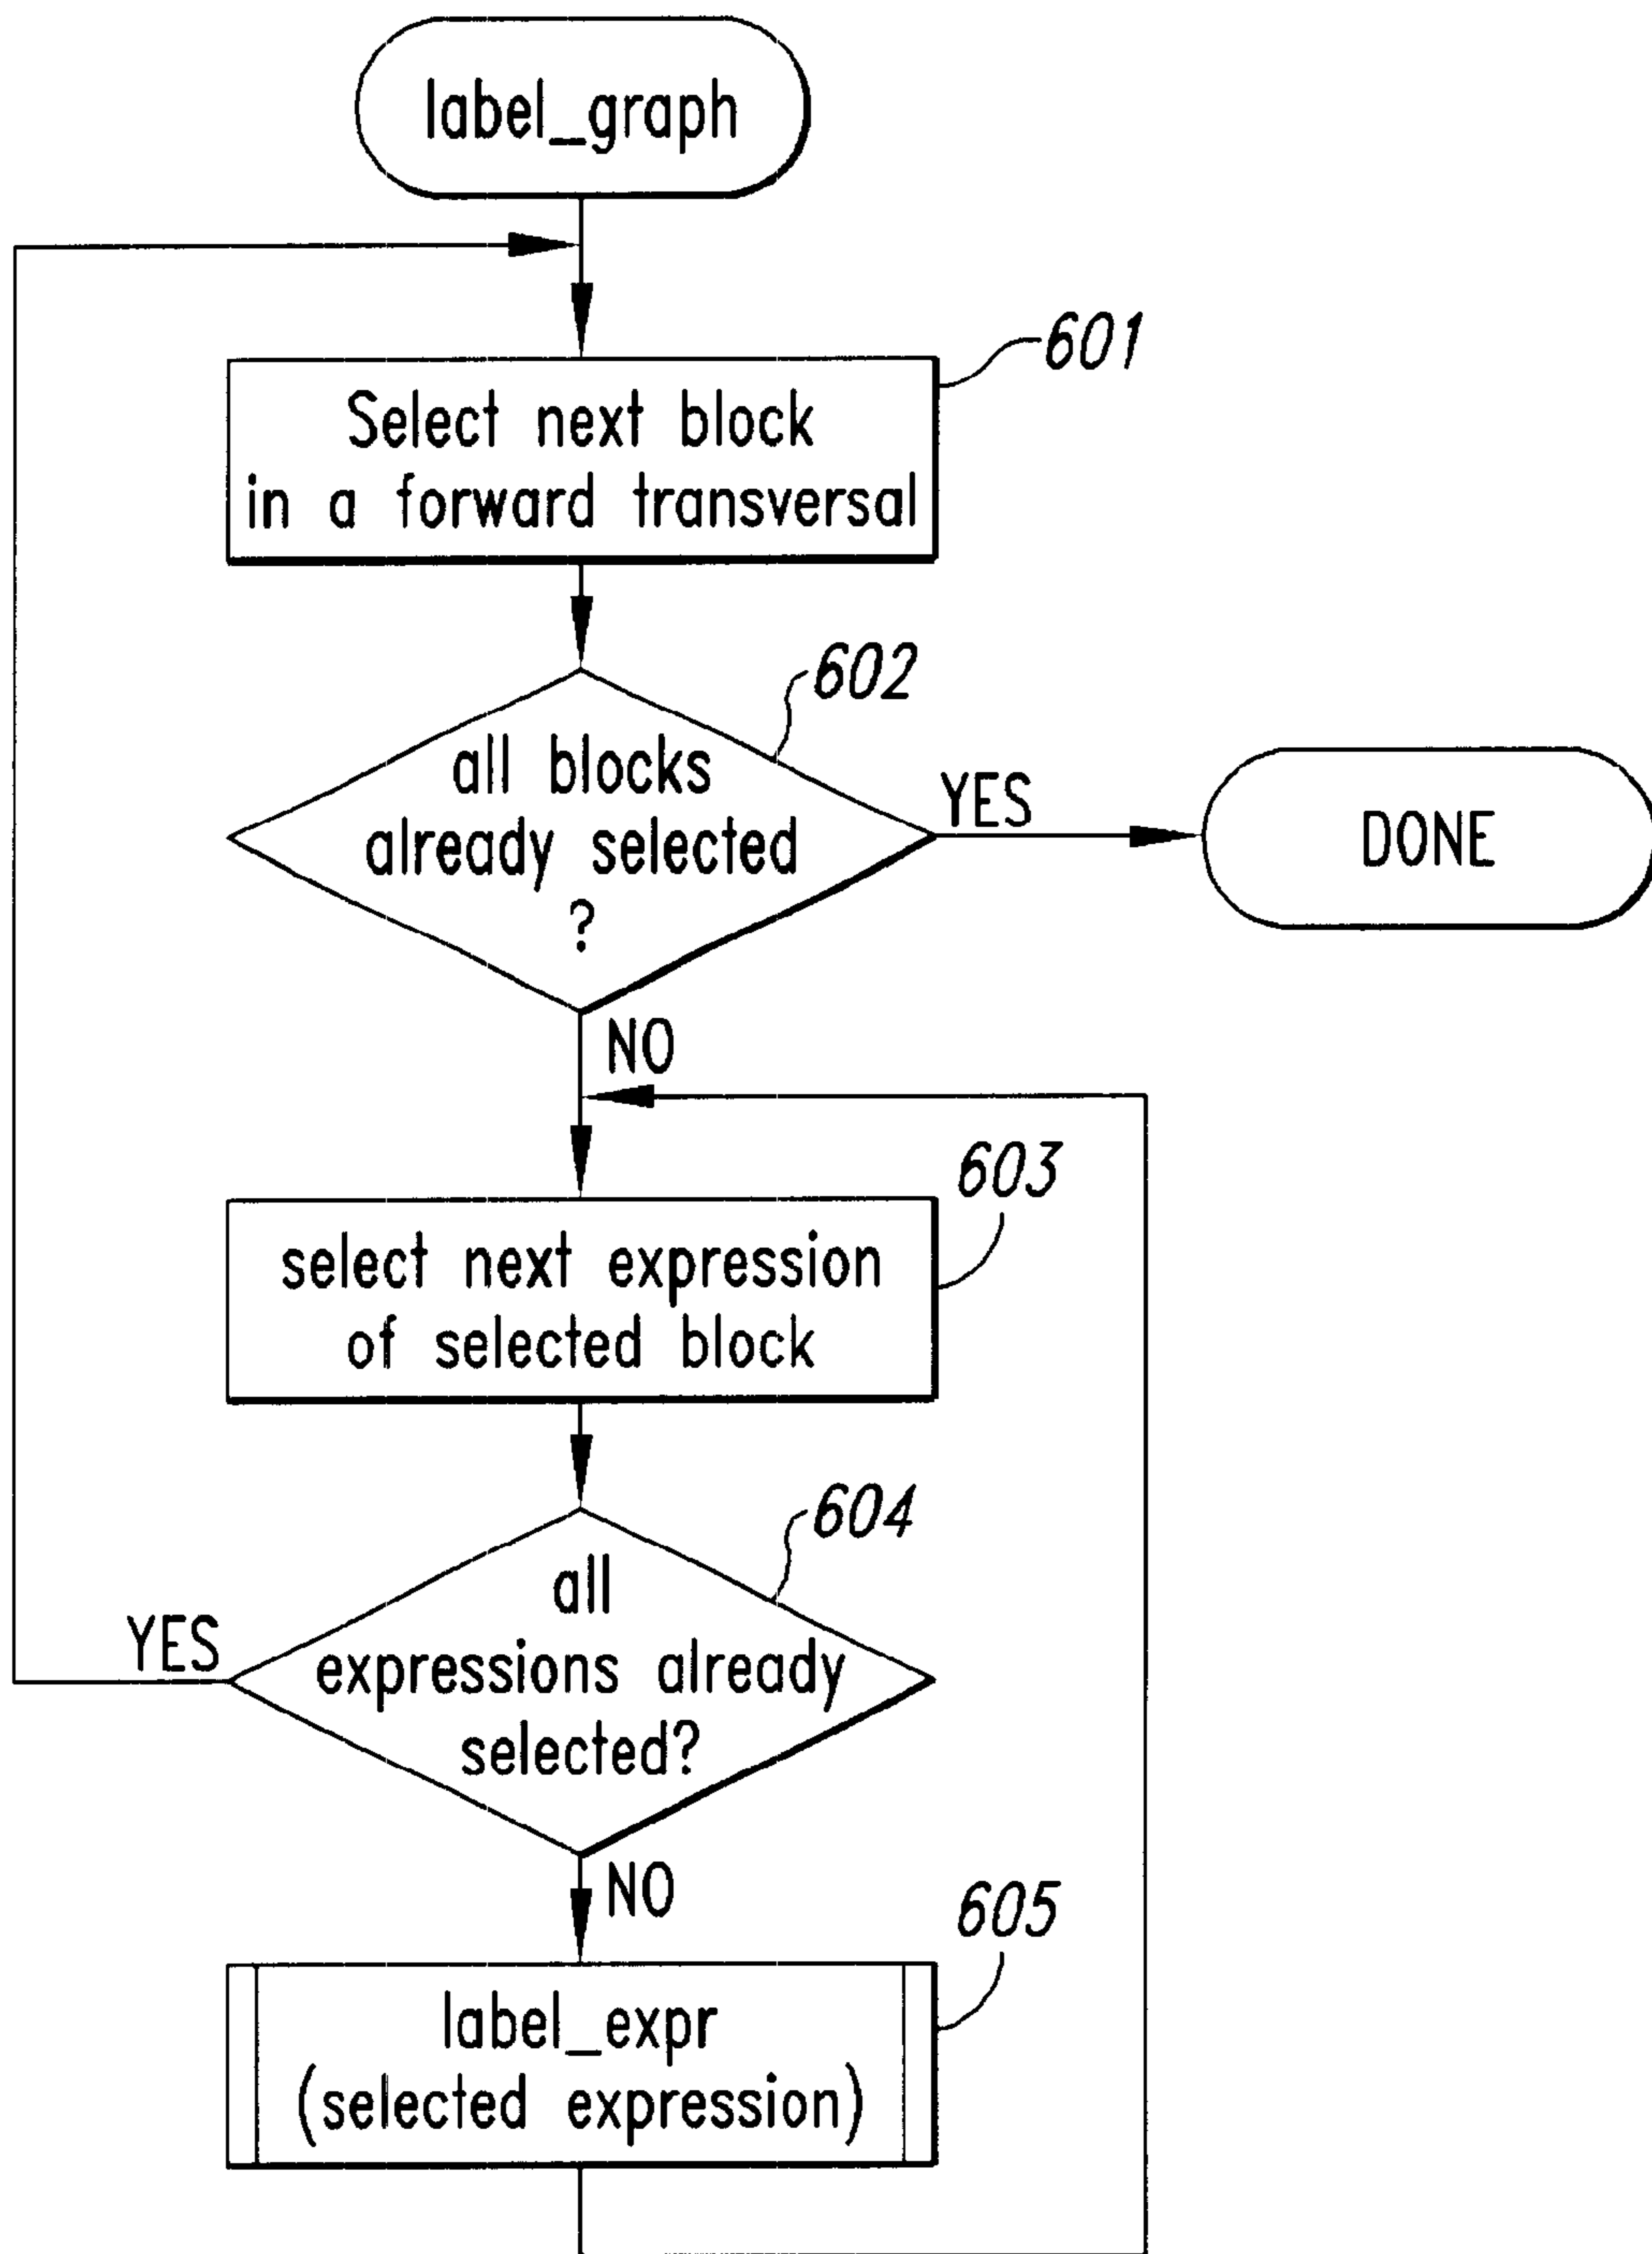 label_graph
601
Select next block
in a forward transversal
602
all blocks
already selected
?
YES
DONE
NO
603
select next expression
of selected block
604
all
expressions already
selected?
YES
NO
605
label_expr
(selected expression)